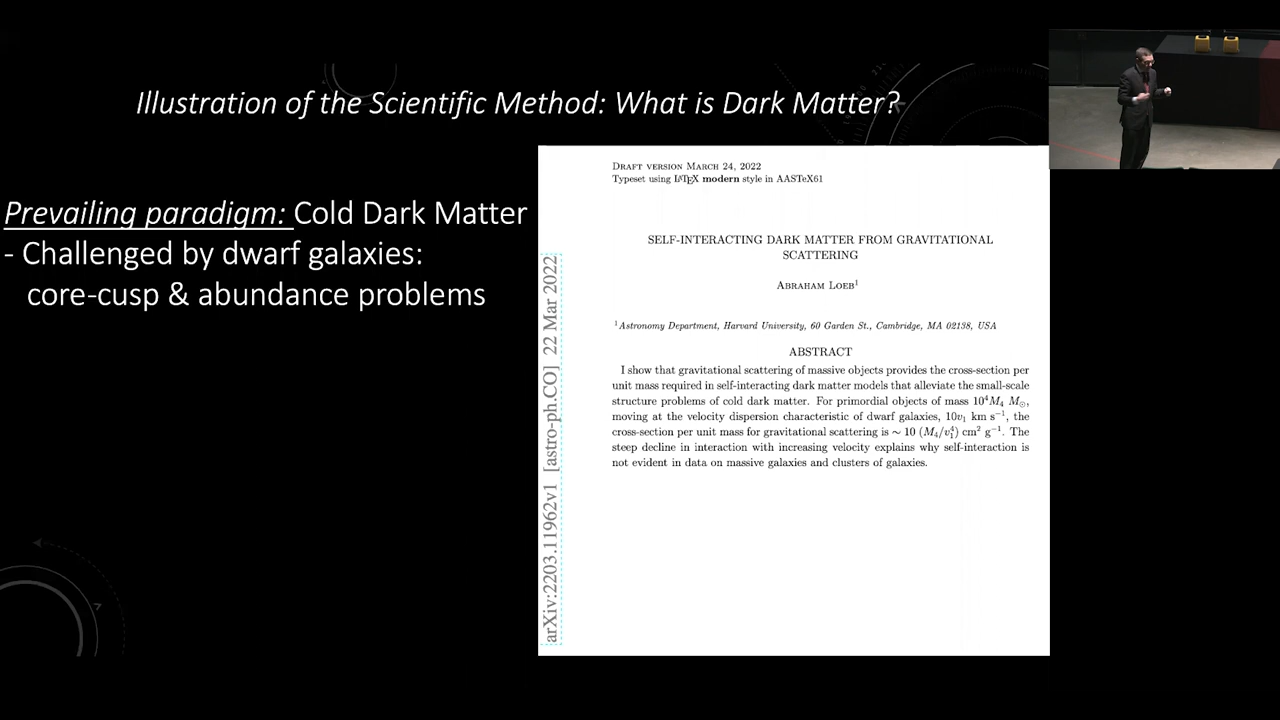 Illustration of the Scientific Method: What is Dark Matter?
Prevailing paradigm: Cold Dark Matter
- Challenged by dwarf galaxies:
core-cusp & abundance problems
arXiv:2203.11962v1 [astro-ph.CO] 22 Mar 2022
Draft version March 24, 2022
Typeset using LATEX modern style in AASTeX61
SELF-INTERACTING DARK MATTER FROM GRAVITATIONAL
SCATTERING
Abraham Loeb¹
¹Astronomy Department, Harvard University, 60 Garden St., Cambridge, MA 02138, USA
ABSTRACT
I show that gravitational scattering of massive objects provides the cross-section per
unit mass required in self-interacting dark matter models that alleviate the small-scale
structure problems of cold dark matter. For primordial objects of mass 10⁴M₄ M☉,
moving at the velocity dispersion characteristic of dwarf galaxies, 10v₁ km s⁻¹, the
cross-section per unit mass for gravitational scattering is ∼ 10 (M₄/v₁⁴) cm² g⁻¹. The
steep decline in interaction with increasing velocity explains why self-interaction is
not evident in data on massive galaxies and clusters of galaxies.